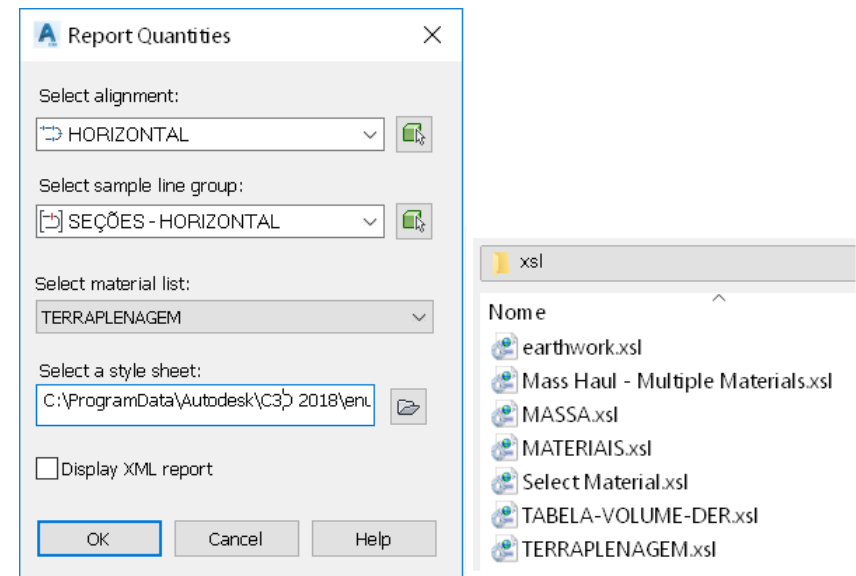 Report Quantities
Select alignment:
HORIZONTAL
Select sample line group:
SEÇÕES - HORIZONTAL
Select material list:
TERRAPLENAGEM
Select a style sheet:
C:\ProgramData\Autodesk\C3D 2018\enu
Display XML report
OK Cancel Help
xsl
Nome
earthwork.xsl
Mass Haul - Multiple Materials.xsl
MASSA.xsl
MATERIAIS.xsl
Select Material.xsl
TABELA-VOLUME-DER.xsl
TERRAPLENAGEM.xsl